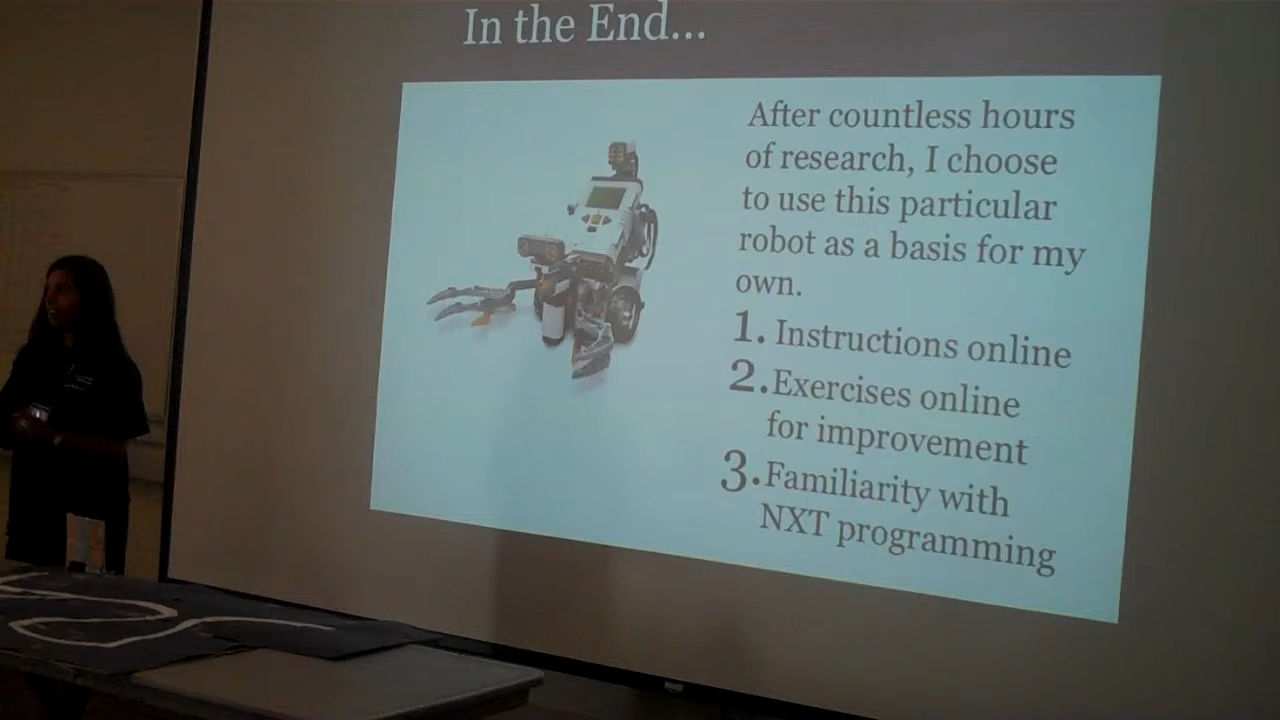 In the End...
After countless hours
of research, I choose
to use this particular
robot as a basis for my
own.
1. Instructions online
2. Exercises online
for improvement
3. Familiarity with
NXT programming